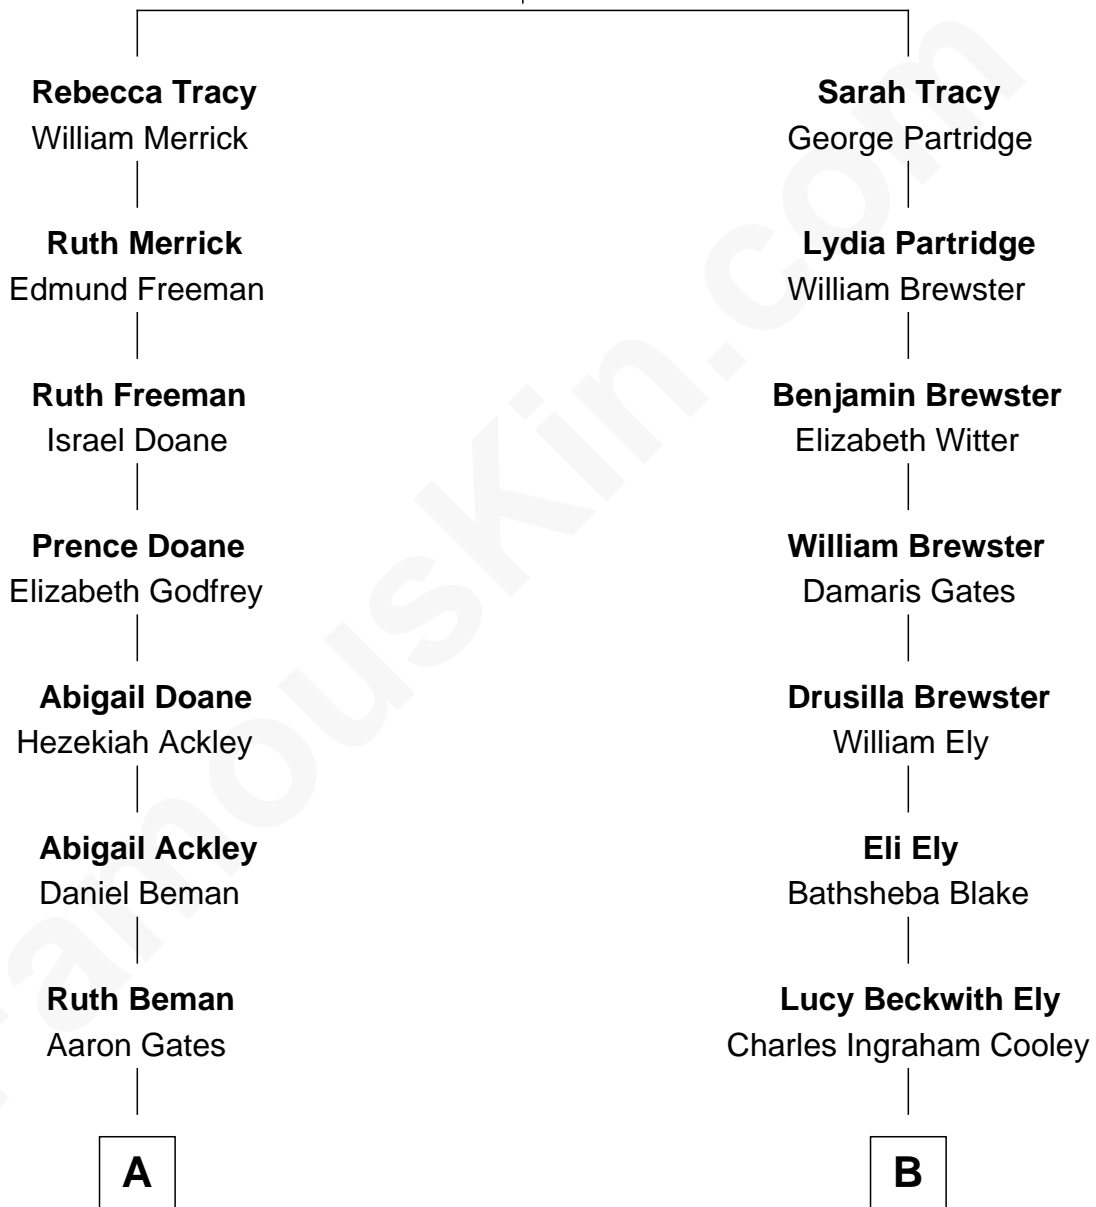 Rebecca Tracy
William Merrick
Ruth Merrick
Edmund Freeman
Ruth Freeman
Israel Doane
Prence Doane
Elizabeth Godfrey
Abigail Doane
Hezekiah Ackley
Abigail Ackley
Daniel Beman
Ruth Beman
Aaron Gates
A
Sarah Tracy
George Partridge
Lydia Partridge
William Brewster
Benjamin Brewster
Elizabeth Witter
William Brewster
Damaris Gates
Drusilla Brewster
William Ely
Eli Ely
Bathsheba Blake
Lucy Beckwith Ely
Charles Ingraham Cooley
B
FamousKin.com